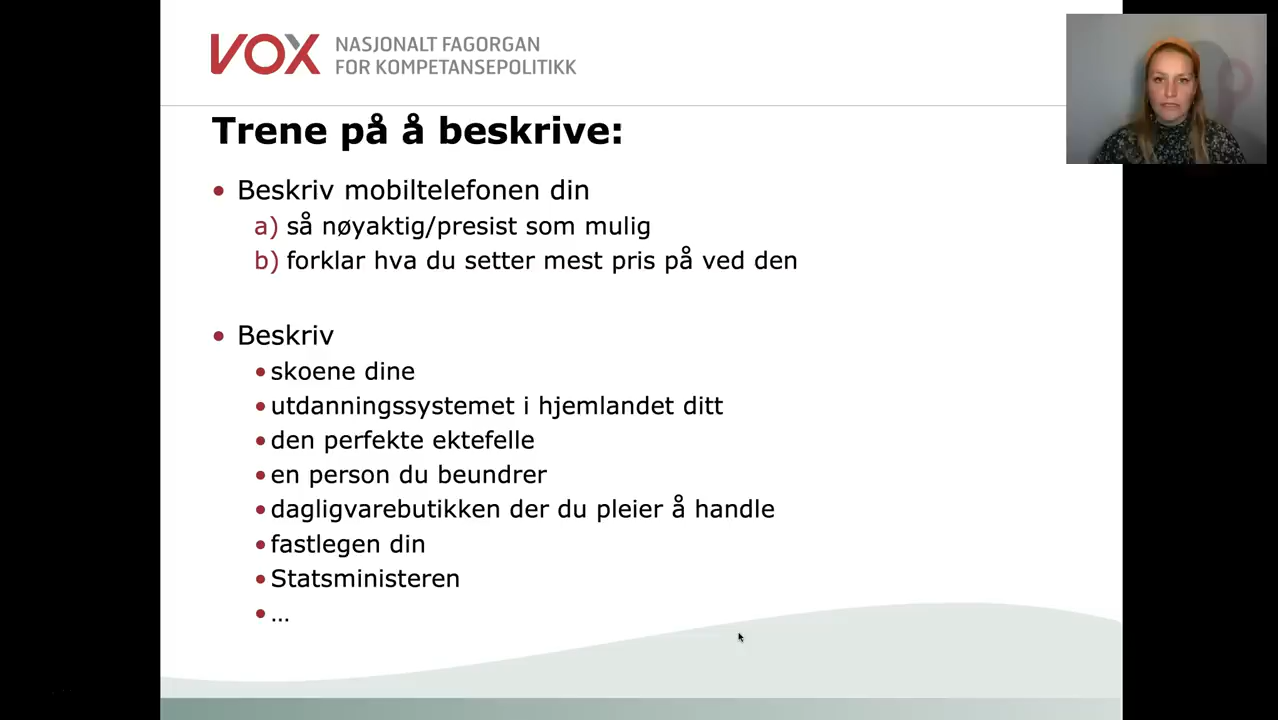 VOX
NASJONALT FAGORGAN
FOR KOMPETANSEPOLITIKK
Trene på å beskrive:
• Beskriv mobiltelefonen din
a) så nøyaktig/presist som mulig
b) forklar hva du setter mest pris på ved den
• Beskriv
• skoene dine
• utdanningssystemet i hjemlandet ditt
• den perfekte ektefelle
• en person du beundrer
• dagligvarebutikken der du pleier å handle
• fastlegen din
• Statsministeren
• ...